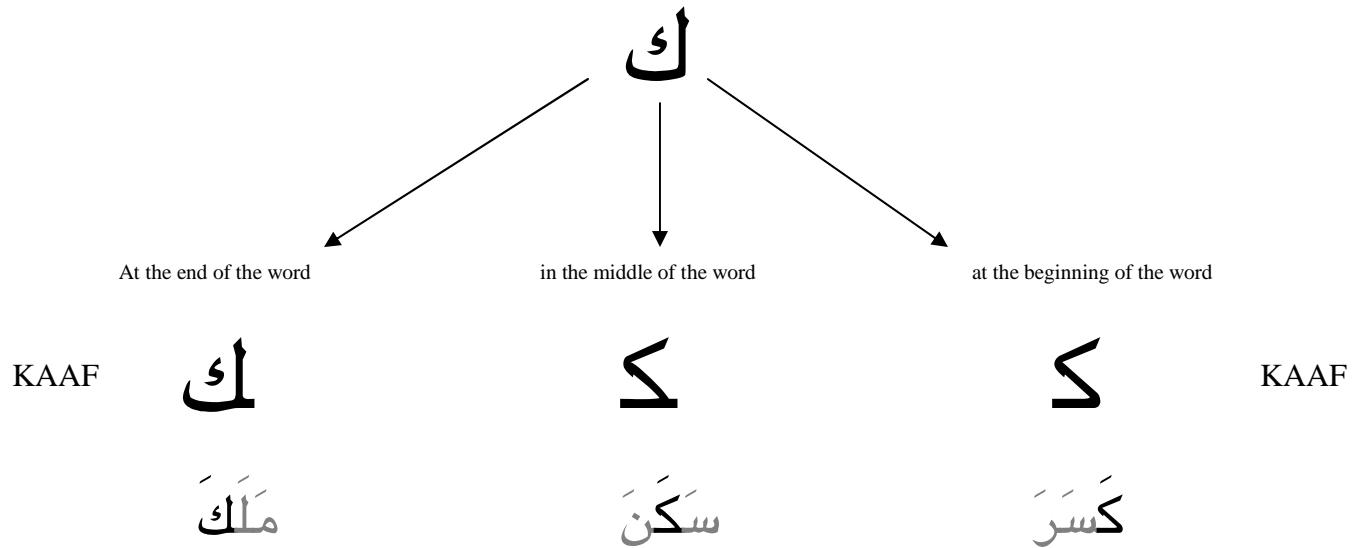 ك
At the end of the word in the middle of the word at the beginning of the word
KAAF ـك ـكـ كـ KAAF
مَلَكَ سَكَنَ كَسَرَ